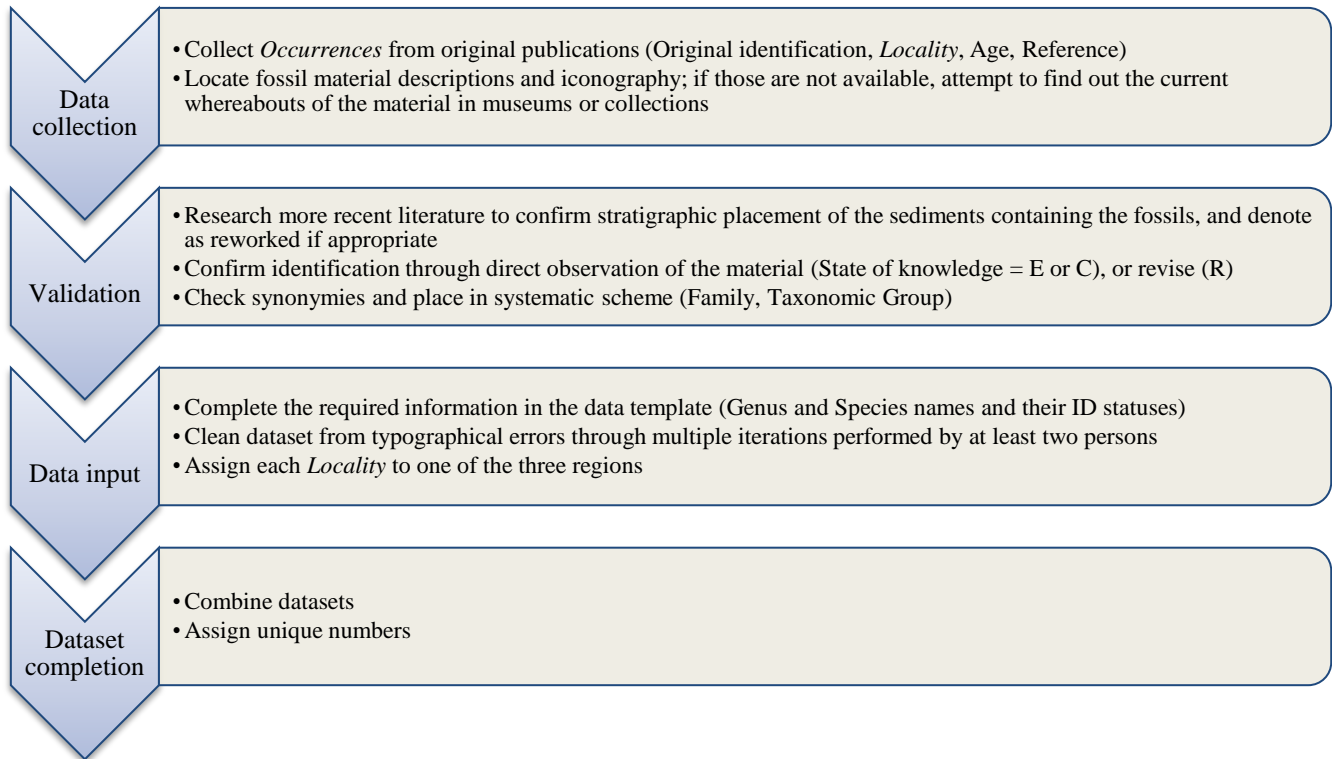 Data
collection
• Collect Occurrences from original publications (Original identification, Locality, Age, Reference)
• Locate fossil material descriptions and iconography; if those are not available, attempt to find out the current
whereabouts of the material in museums or collections
Validation
• Research more recent literature to confirm stratigraphic placement of the sediments containing the fossils, and denote
as reworked if appropriate
• Confirm identification through direct observation of the material (State of knowledge = E or C), or revise (R)
• Check synonymies and place in systematic scheme (Family, Taxonomic Group)
Data input
• Complete the required information in the data template (Genus and Species names and their ID statuses)
• Clean dataset from typographical errors through multiple iterations performed by at least two persons
• Assign each Locality to one of the three regions
Dataset
completion
• Combine datasets
• Assign unique numbers